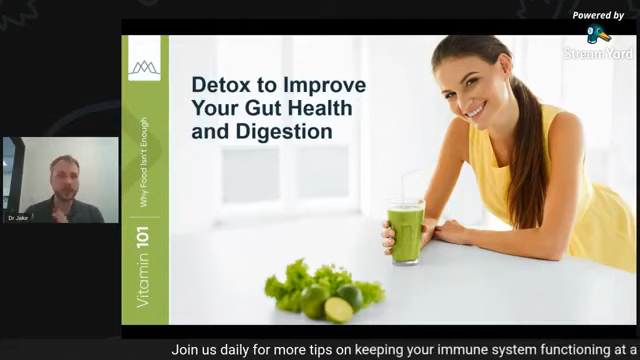 Powered by
StreamYard
Detox to Improve
Your Gut Health
and Digestion
Why Food Isn't Enough
Vitamin 101
Dr Jake
Join us daily for more tips on keeping your immune system functioning at a